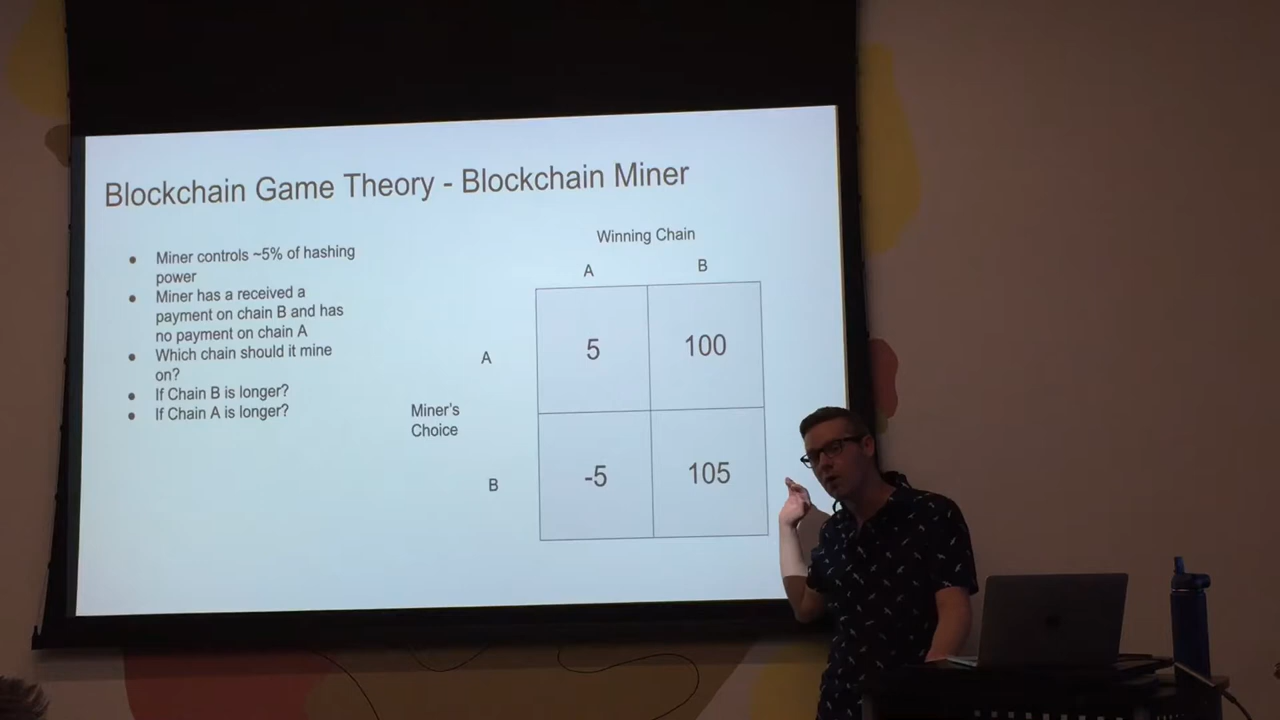 Blockchain Game Theory - Blockchain Miner
Miner controls ~5% of hashing
power
Miner has a received a
payment on chain B and has
no payment on chain A
Which chain should it mine
on?
If Chain B is longer?
If Chain A is longer?
Winning Chain
A B
A 5 100
Miner's
Choice
B -5 105